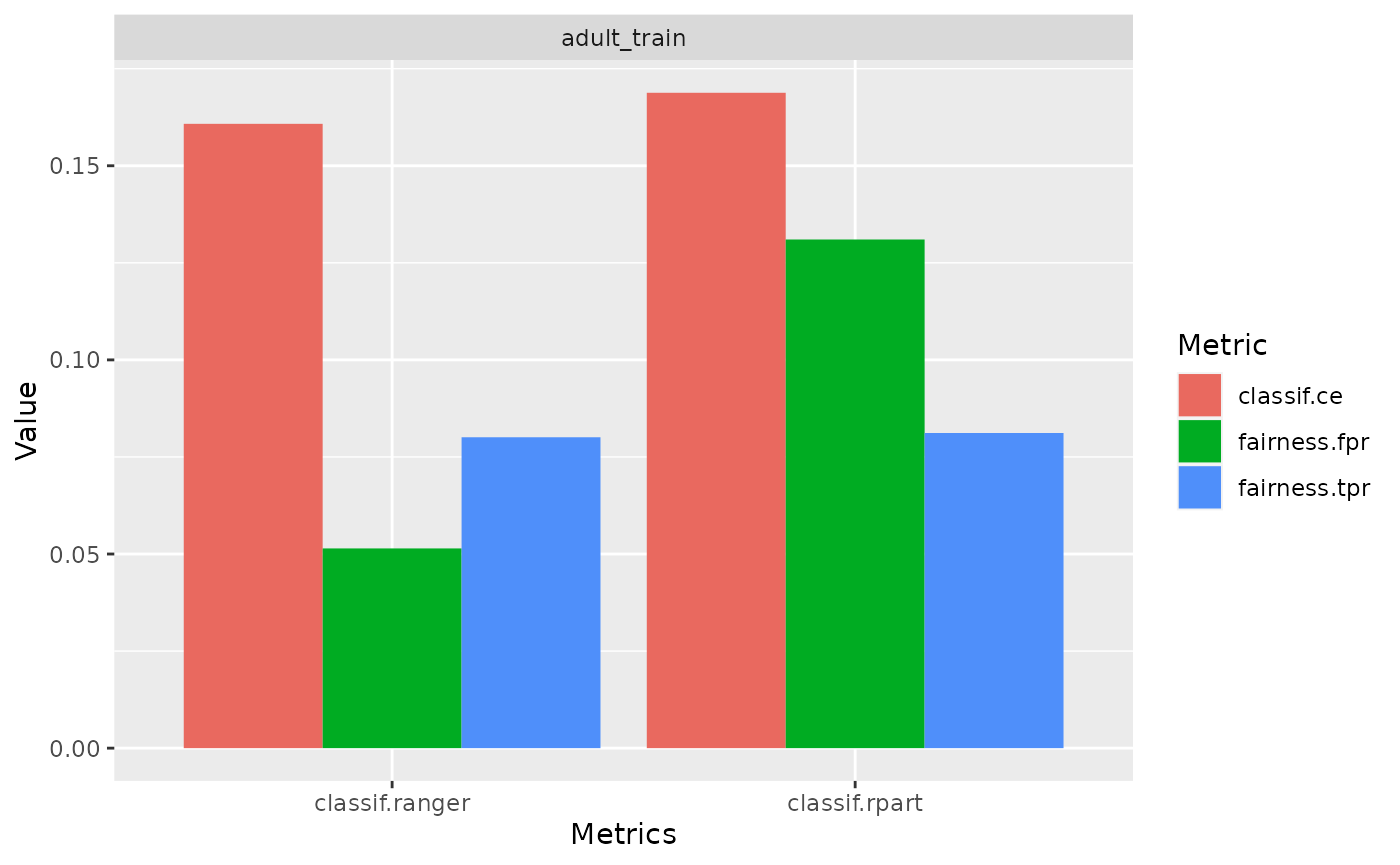 adult_train
0.15
0.10
0.05
0.00
Value
classif.ranger
classif.rpart
Metrics
Metric
classif.ce
fairness.fpr
fairness.tpr